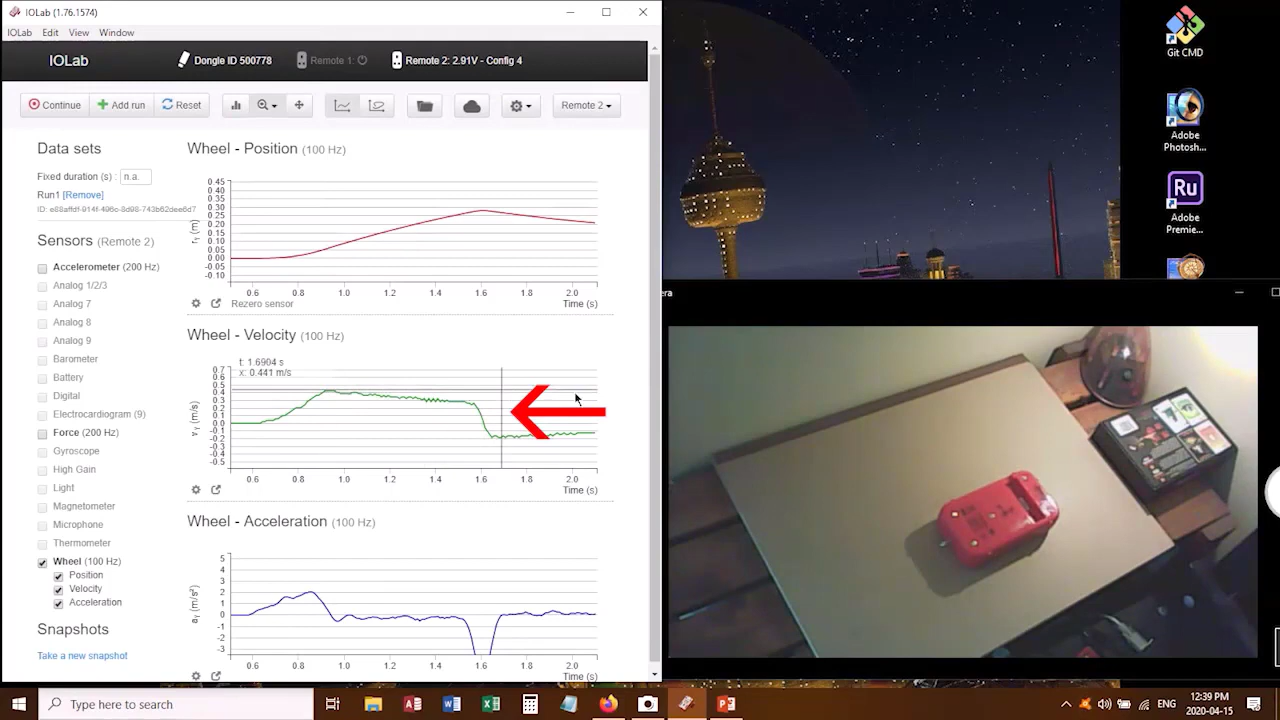 IOLab (1.76.1574)
IOLab Edit View Window
IOLab Dongle ID 500778 Remote 1: Remote 2: 2.91V - Config 4
Continue Add run Reset Remote 2
Data sets
Fixed duration (s) : n.a.
Run1 [Remove]
ID: e88affdf-914f-496c-8d98-743b62dee6d7
Sensors (Remote 2)
Accelerometer (200 Hz)
Analog 1/2/3
Analog 7
Analog 8
Analog 9
Barometer
Battery
Digital
Electrocardiogram (9)
Force (200 Hz)
Gyroscope
High Gain
Light
Magnetometer
Microphone
Thermometer
Wheel (100 Hz)
Position
Velocity
Acceleration
Snapshots
Take a new snapshot
Wheel - Position (100 Hz)
0.45
0.40
0.35
0.30
0.25
0.20
0.15
0.10
0.05
0.00
-0.05
-0.10
0.6 0.8 1.0 1.2 1.4 1.6 1.8 2.0
Rezero sensor Time (s)
Wheel - Velocity (100 Hz)
t: 1.6904 s
x: 0.441 m/s
0.7
0.6
0.5
0.4
0.3
0.2
0.1
0.0
-0.1
-0.2
-0.3
-0.4
-0.5
vy (m/s)
0.6 0.8 1.0 1.2 1.4 1.6 1.8 2.0
Time (s)
Wheel - Acceleration (100 Hz)
5
4
3
2
1
0
-1
-2
-3
ay (m/s²)
0.6 0.8 1.0 1.2 1.4 1.6 1.8 2.0
Time (s)
Git CMD
Adobe
Photosh...
Ru
Adobe
Premie...
era
Type here to search
ENG
12:39 PM
2020-04-15